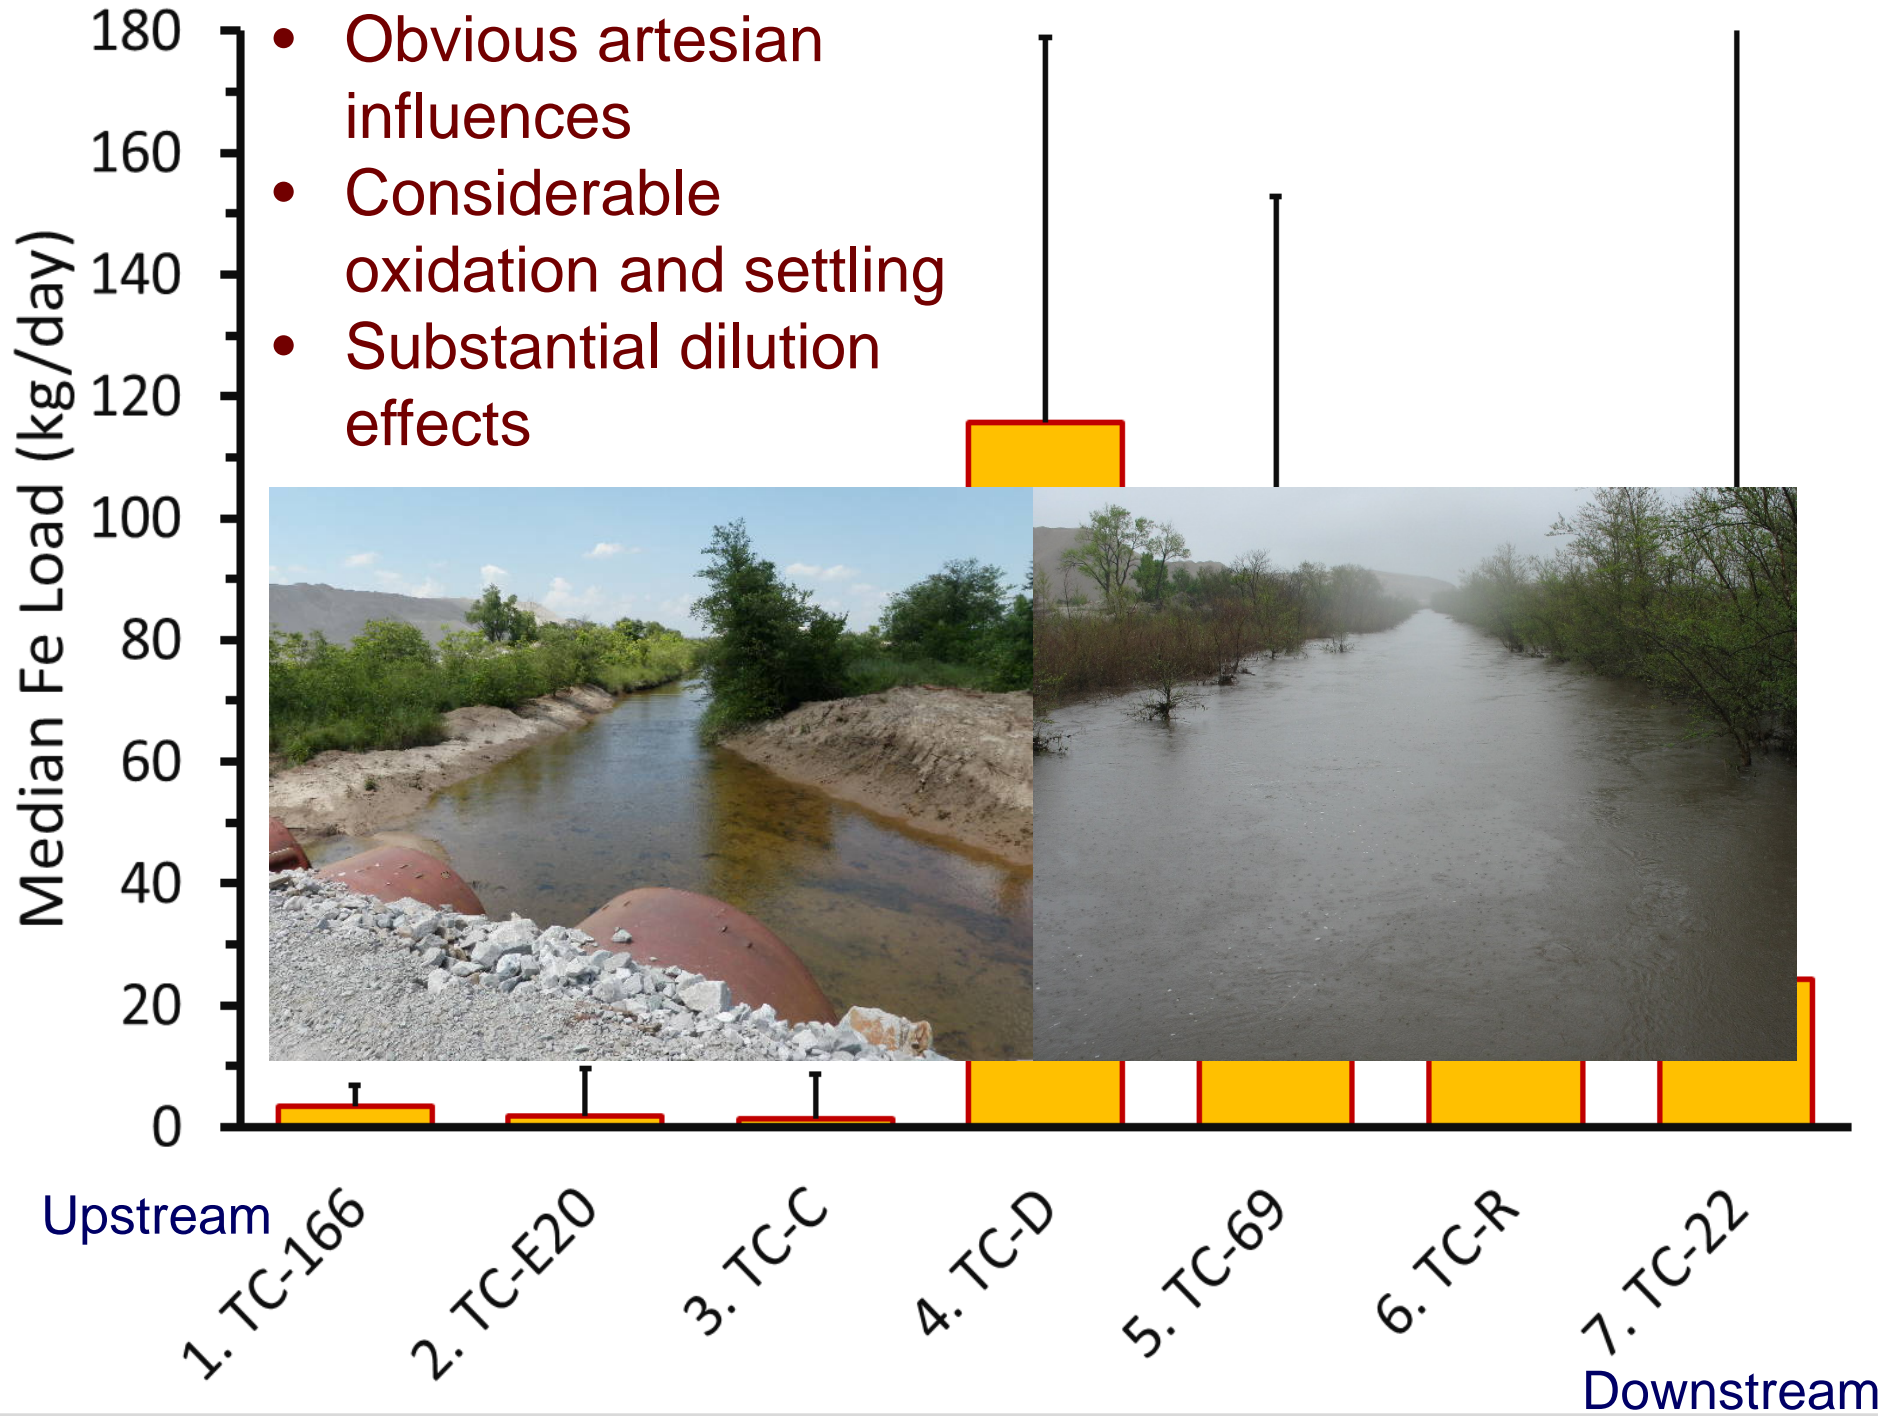 • Obvious artesian
influences
• Considerable
oxidation and settling
• Substantial dilution
effects
Median Fe Load (kg/day)
180
160
140
120
100
80
60
40
20
0
Upstream
1. TC-166
2. TC-E20
3. TC-C
4. TC-D
5. TC-69
6. TC-R
7. TC-22
Downstream